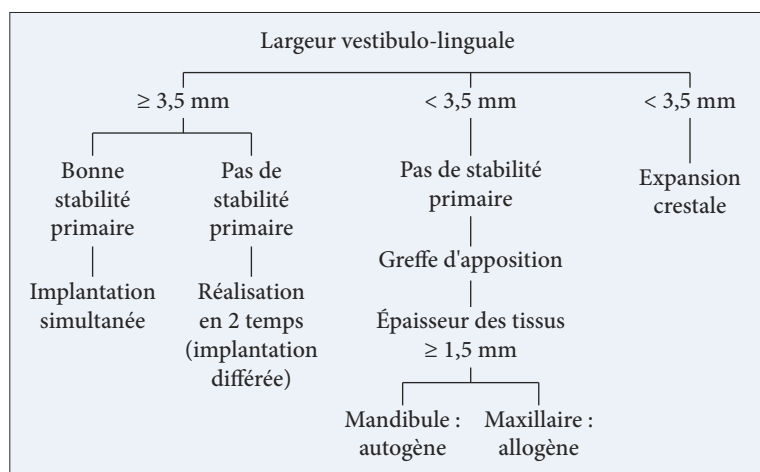 Largeur vestibulo-linguale
≥ 3,5 mm
< 3,5 mm
< 3,5 mm
Bonne
stabilité
primaire
Pas de
stabilité
primaire
Pas de stabilité
primaire
Expansion
crestale
Implantation
simultanée
Réalisation
en 2 temps
(implantation
différée)
Greffe d'apposition
Épaisseur des tissus
≥ 1,5 mm
Mandibule :
autogène
Maxillaire :
allogène